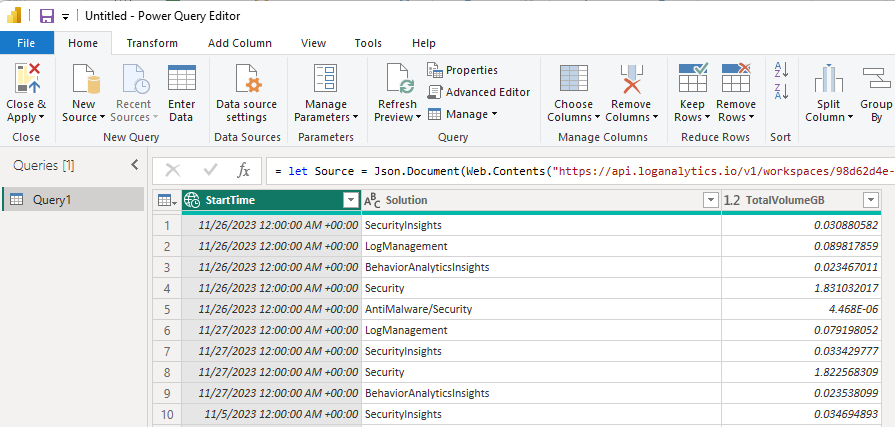 Untitled - Power Query Editor
File Home Transform Add Column View Tools Help
Close & Apply
New Source
Recent Sources
Enter Data
Data source settings
Manage Parameters
Refresh Preview
Properties
Advanced Editor
Manage
Choose Columns
Remove Columns
Keep Rows
Remove Rows
A Z
Z A
Split Column
Group By
Close New Query Data Sources Parameters Query Manage Columns Reduce Rows Sort
Queries [1]
fx = let Source = Json.Document(Web.Contents("https://api.loganalytics.io/v1/workspaces/98d62d4e-
Query1
StartTime ABC Solution 1.2 TotalVolumeGB
1 11/26/2023 12:00:00 AM +00:00 SecurityInsights 0.030880582
2 11/26/2023 12:00:00 AM +00:00 LogManagement 0.089817859
3 11/26/2023 12:00:00 AM +00:00 BehaviorAnalyticsInsights 0.023467011
4 11/26/2023 12:00:00 AM +00:00 Security 1.831032017
5 11/26/2023 12:00:00 AM +00:00 AntiMalware/Security 4.468E-06
6 11/27/2023 12:00:00 AM +00:00 LogManagement 0.079198052
7 11/27/2023 12:00:00 AM +00:00 SecurityInsights 0.033429777
8 11/27/2023 12:00:00 AM +00:00 Security 1.822568309
9 11/27/2023 12:00:00 AM +00:00 BehaviorAnalyticsInsights 0.023538099
10 11/5/2023 12:00:00 AM +00:00 SecurityInsights 0.034694893